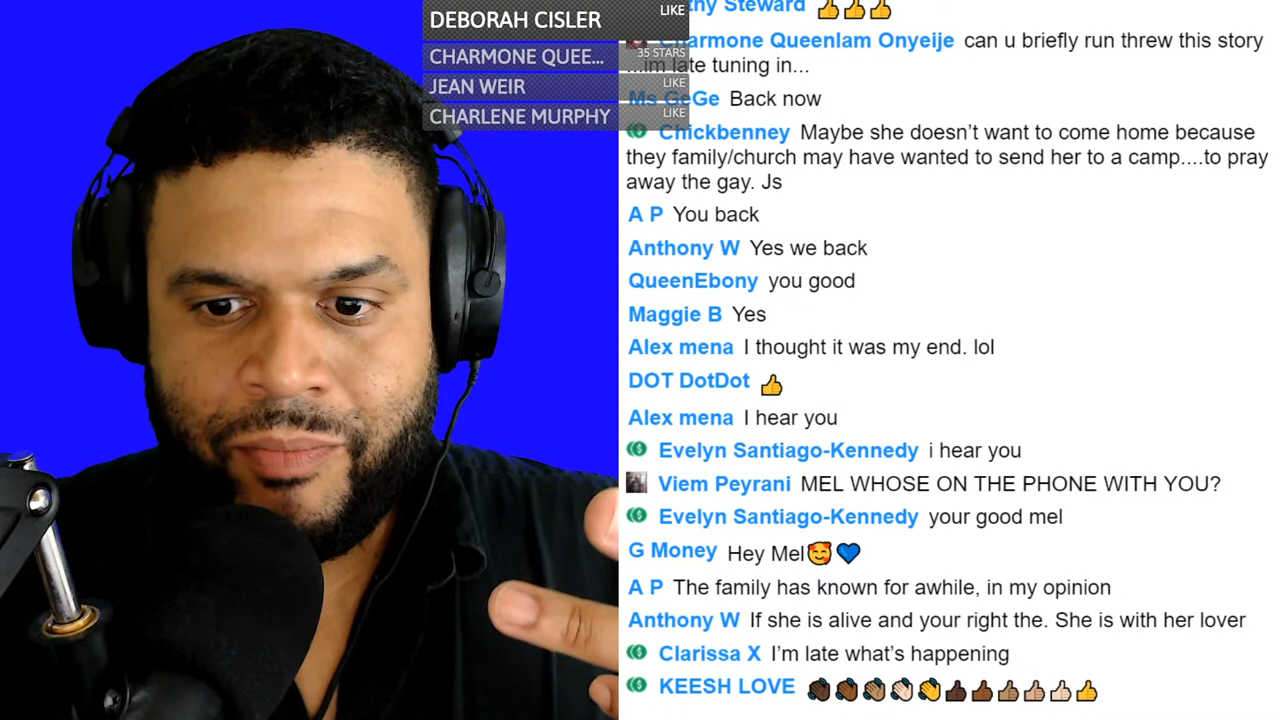 DEBORAH CISLER LIKE
CHARMONE QUEE... 35 STARS
JEAN WEIR LIKE
CHARLENE MURPHY LIKE
Steward 👍👍👍
Charmone Queenlam Onyeije can u briefly run threw this story
...im late tuning in...
Ms GeGe Back now
Chickbenney Maybe she doesn’t want to come home because
they family/church may have wanted to send her to a camp....to pray
away the gay. Js
A P You back
Anthony W Yes we back
QueenEbony you good
Maggie B Yes
Alex mena I thought it was my end. lol
DOT DotDot 👍
Alex mena I hear you
Evelyn Santiago-Kennedy i hear you
Viem Peyrani MEL WHOSE ON THE PHONE WITH YOU?
Evelyn Santiago-Kennedy your good mel
G Money Hey Mel🥰💙
A P The family has known for awhile, in my opinion
Anthony W If she is alive and your right the. She is with her lover
Clarissa X I’m late what’s happening
KEESH LOVE 👏🏿👏🏾👏🏽👏🏻👏👍🏿👍🏾👍🏽👍🏼👍🏻👍